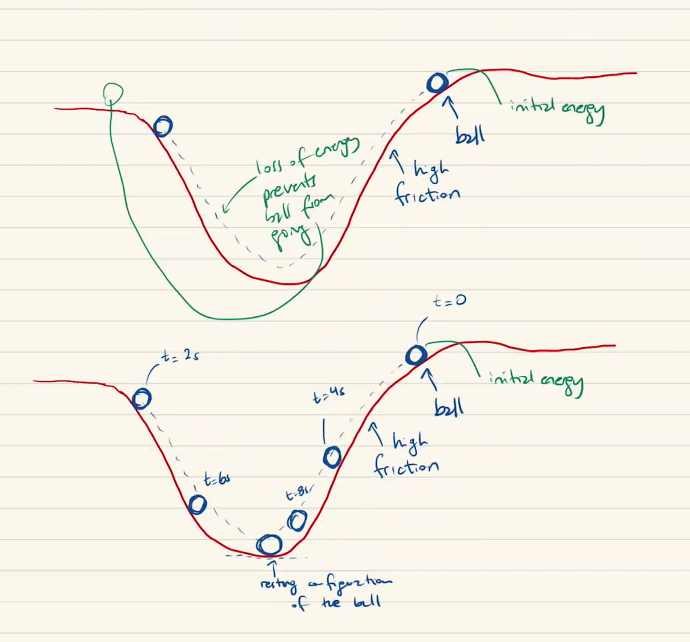 initial energy
ball
high
friction
loss of energy
prevents
ball from
going
t=0
t=2s
t=4s
initial energy
ball
high
friction
t=6s
t=8s
resting configuration
of the ball